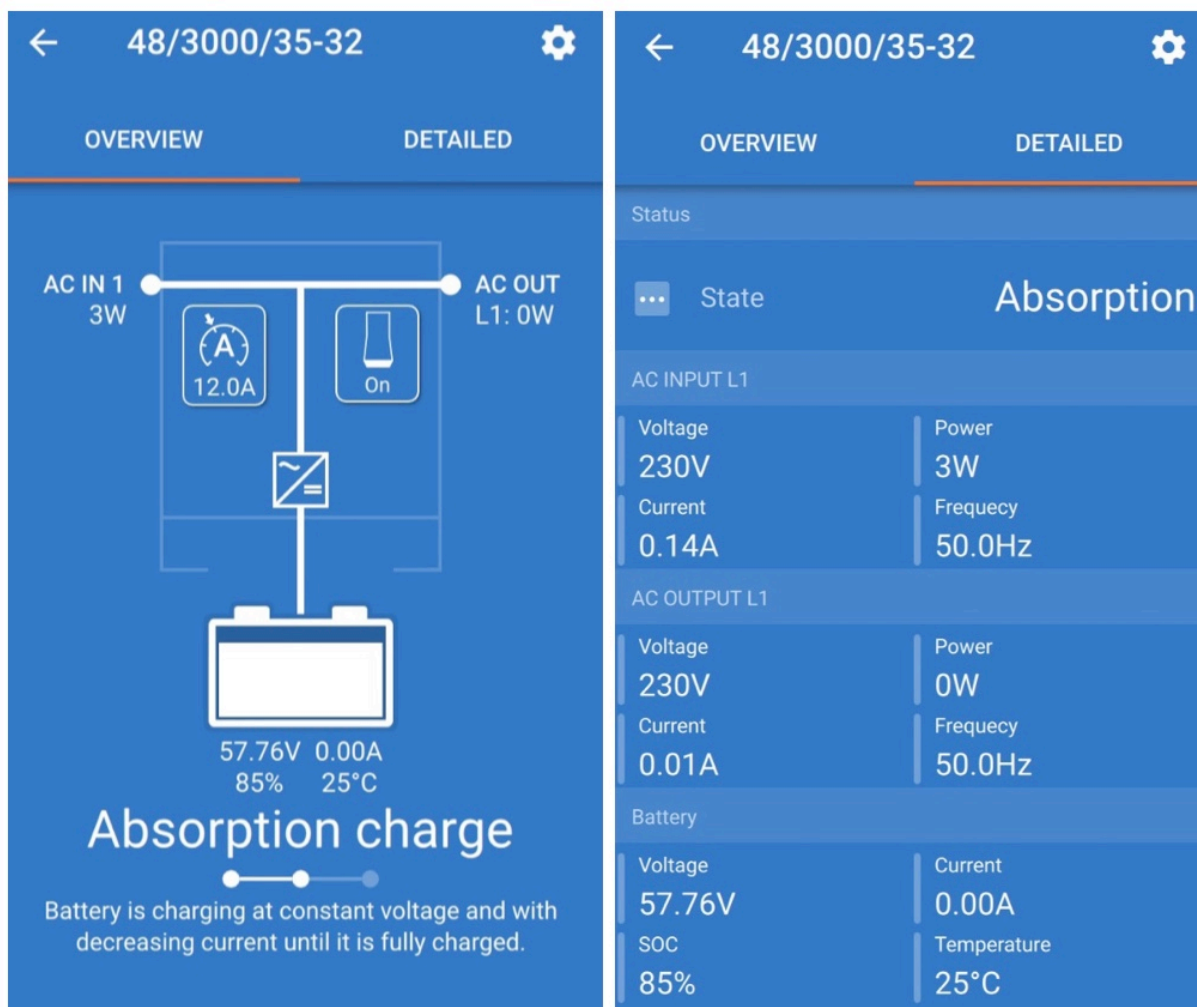 48/3000/35-32
OVERVIEW DETAILED
AC IN 1
3W
AC OUT
L1: 0W
A
12.0A
On
57.76V 0.00A
85% 25°C
Absorption charge
Battery is charging at constant voltage and with
decreasing current until it is fully charged.
48/3000/35-32
OVERVIEW DETAILED
Status
State Absorption
AC INPUT L1
Voltage Power
230V 3W
Current Frequecy
0.14A 50.0Hz
AC OUTPUT L1
Voltage Power
230V 0W
Current Frequecy
0.01A 50.0Hz
Battery
Voltage Current
57.76V 0.00A
SOC Temperature
85% 25°C